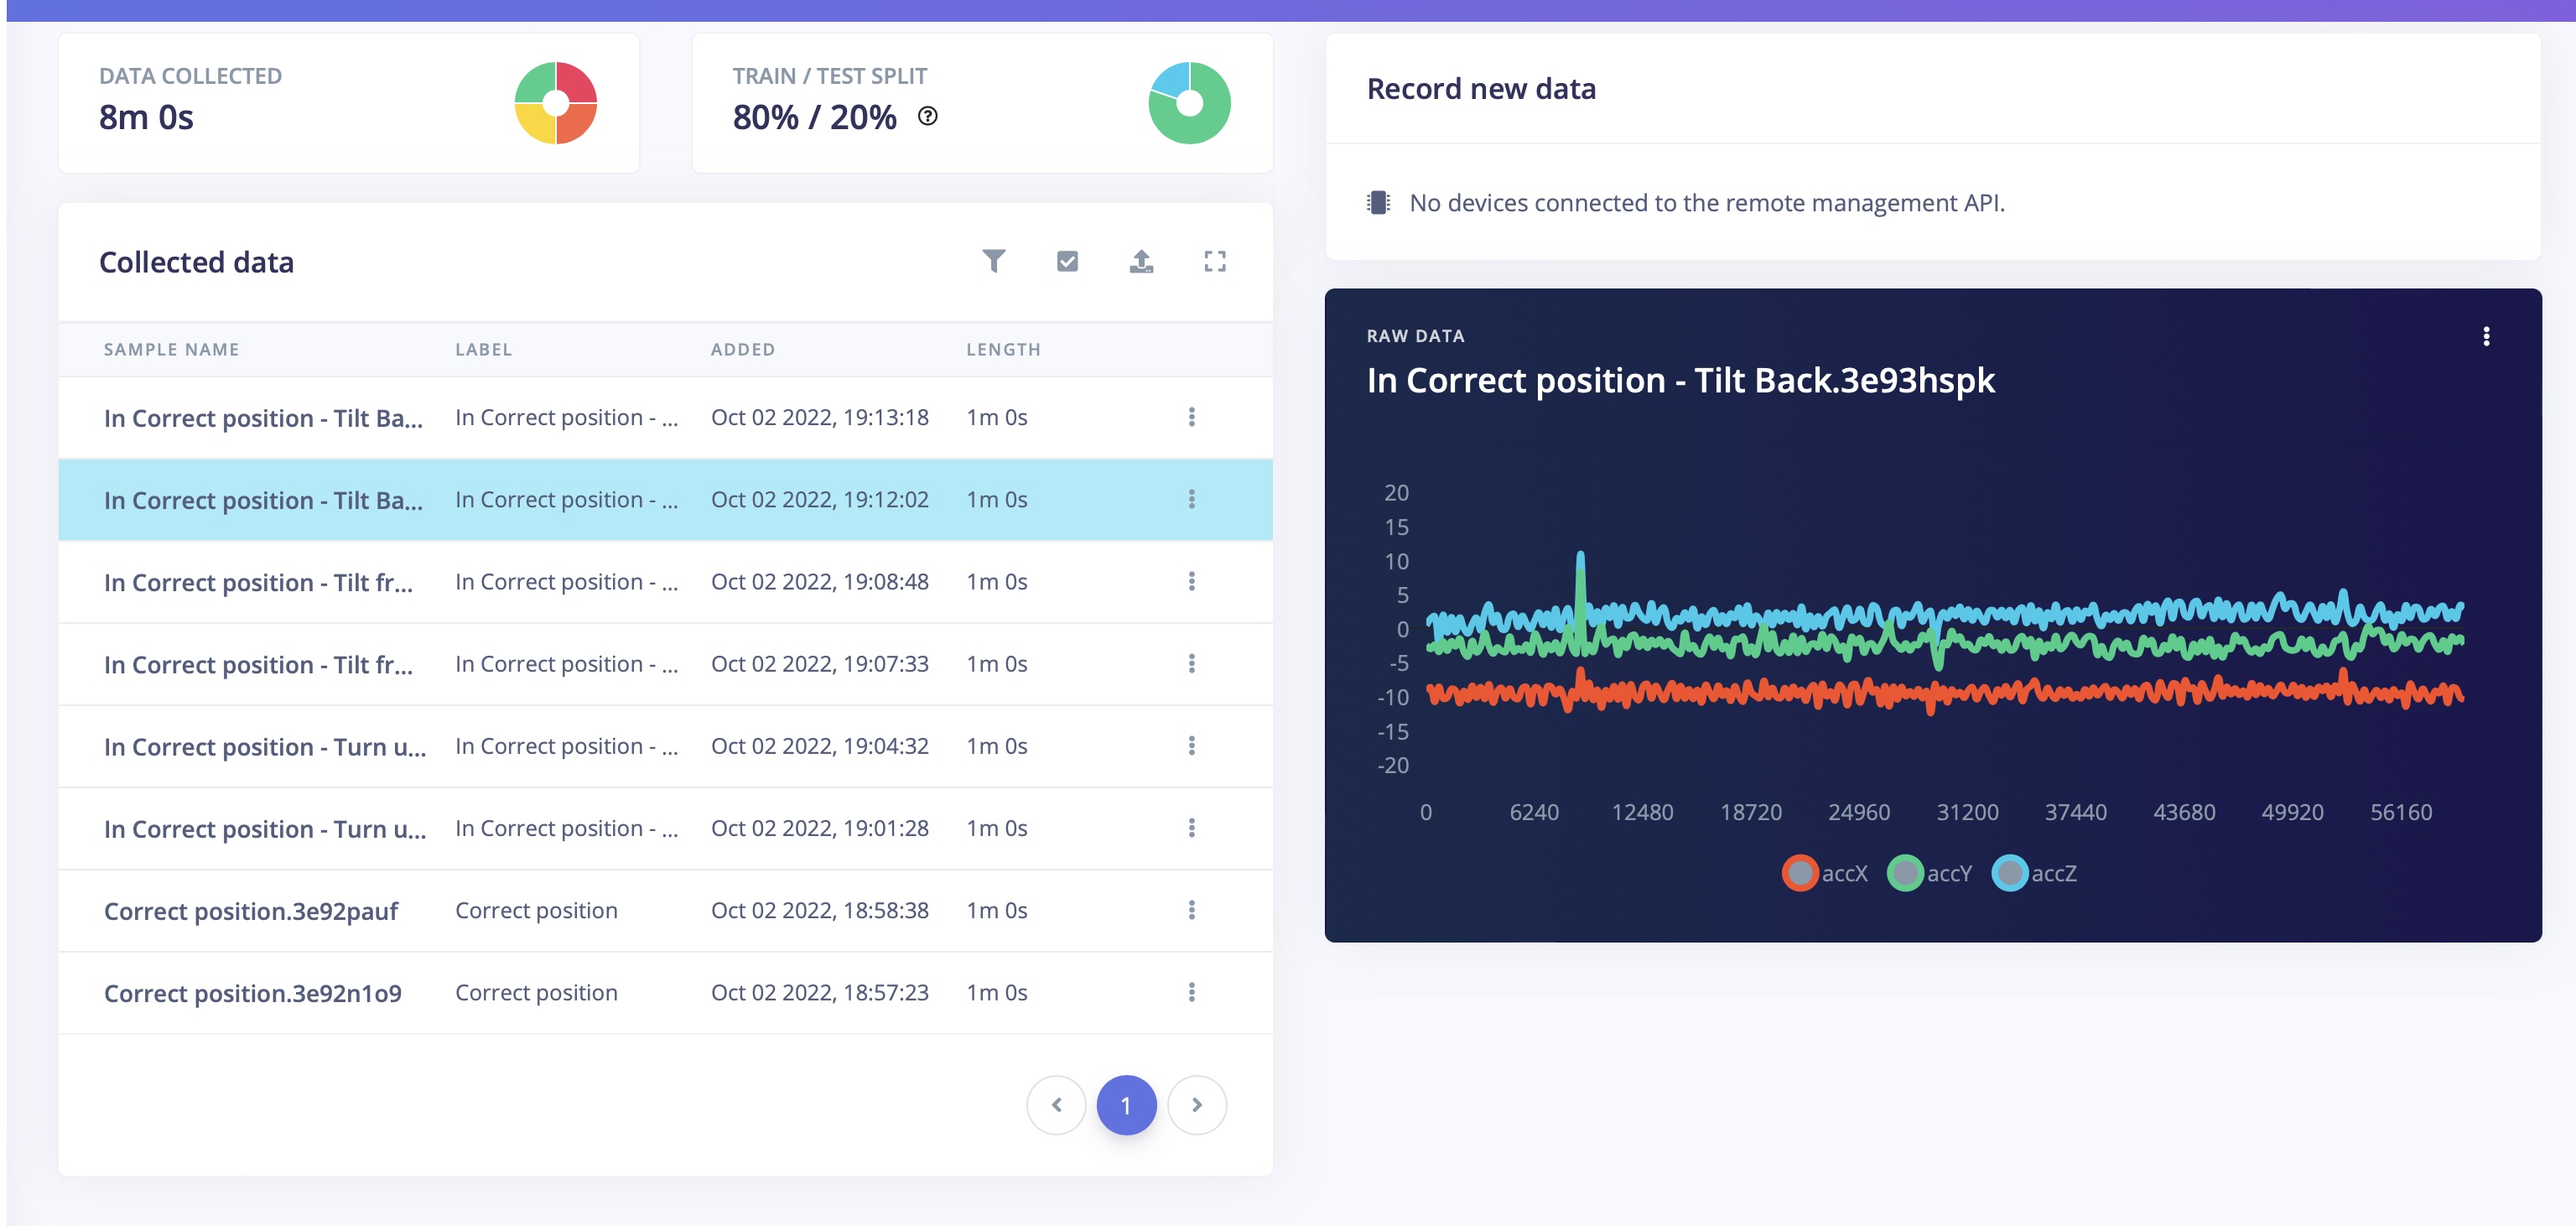 DATA COLLECTED
8m 0s
TRAIN / TEST SPLIT
80% / 20%
Collected data
SAMPLE NAME LABEL ADDED LENGTH
In Correct position - Tilt Ba... In Correct position - ... Oct 02 2022, 19:13:18 1m 0s
In Correct position - Tilt Ba... In Correct position - ... Oct 02 2022, 19:12:02 1m 0s
In Correct position - Tilt fr... In Correct position - ... Oct 02 2022, 19:08:48 1m 0s
In Correct position - Tilt fr... In Correct position - ... Oct 02 2022, 19:07:33 1m 0s
In Correct position - Turn u... In Correct position - ... Oct 02 2022, 19:04:32 1m 0s
In Correct position - Turn u... In Correct position - ... Oct 02 2022, 19:01:28 1m 0s
Correct position.3e92pauf Correct position Oct 02 2022, 18:58:38 1m 0s
Correct position.3e92n1o9 Correct position Oct 02 2022, 18:57:23 1m 0s
1
Record new data
No devices connected to the remote management API.
RAW DATA
In Correct position - Tilt Back.3e93hspk
20
15
10
5
0
-5
-10
-15
-20
0 6240 12480 18720 24960 31200 37440 43680 49920 56160
accX accY accZ